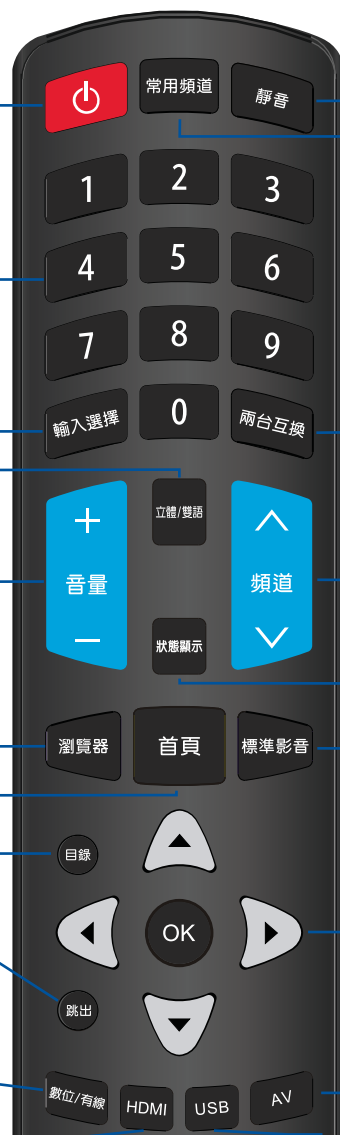 常用頻道
靜音
1
2
3
4
5
6
7
8
9
輸入選擇
0
兩台互換
立體/雙語
音量
頻道
狀態顯示
瀏覽器
首頁
標準影音
目錄
OK
跳出
數位/有線
HDMI
USB
AV